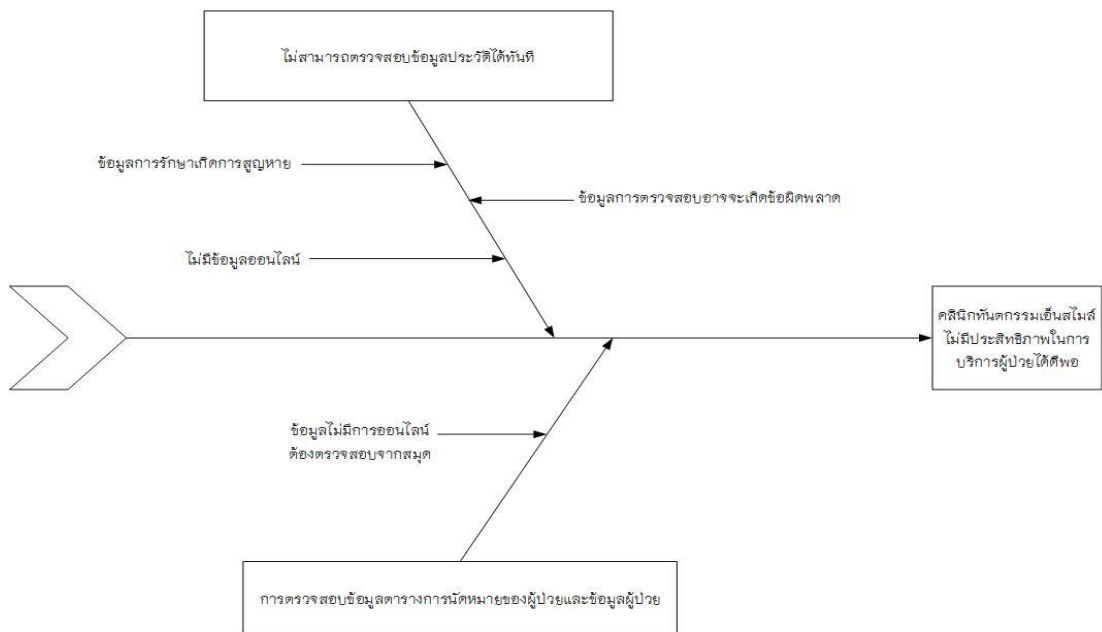 ไม่สามารถตรวจสอบข้อมูลประวัติได้ทันที
ข้อมูลการรักษาเกิดการสูญหาย
ข้อมูลการตรวจสอบอาจจะเกิดข้อผิดพลาด
ไม่มีข้อมูลออนไลน์
คลินิกทันตกรรมเอ็นสไมล์
ไม่มีประสิทธิภาพในการ
บริการผู้ป่วยได้ดีพอ
ข้อมูลไม่มีการออนไลน์
ต้องตรวจสอบจากสมุด
การตรวจสอบข้อมูลตารางการนัดหมายของผู้ป่วยและข้อมูลผู้ป่วย